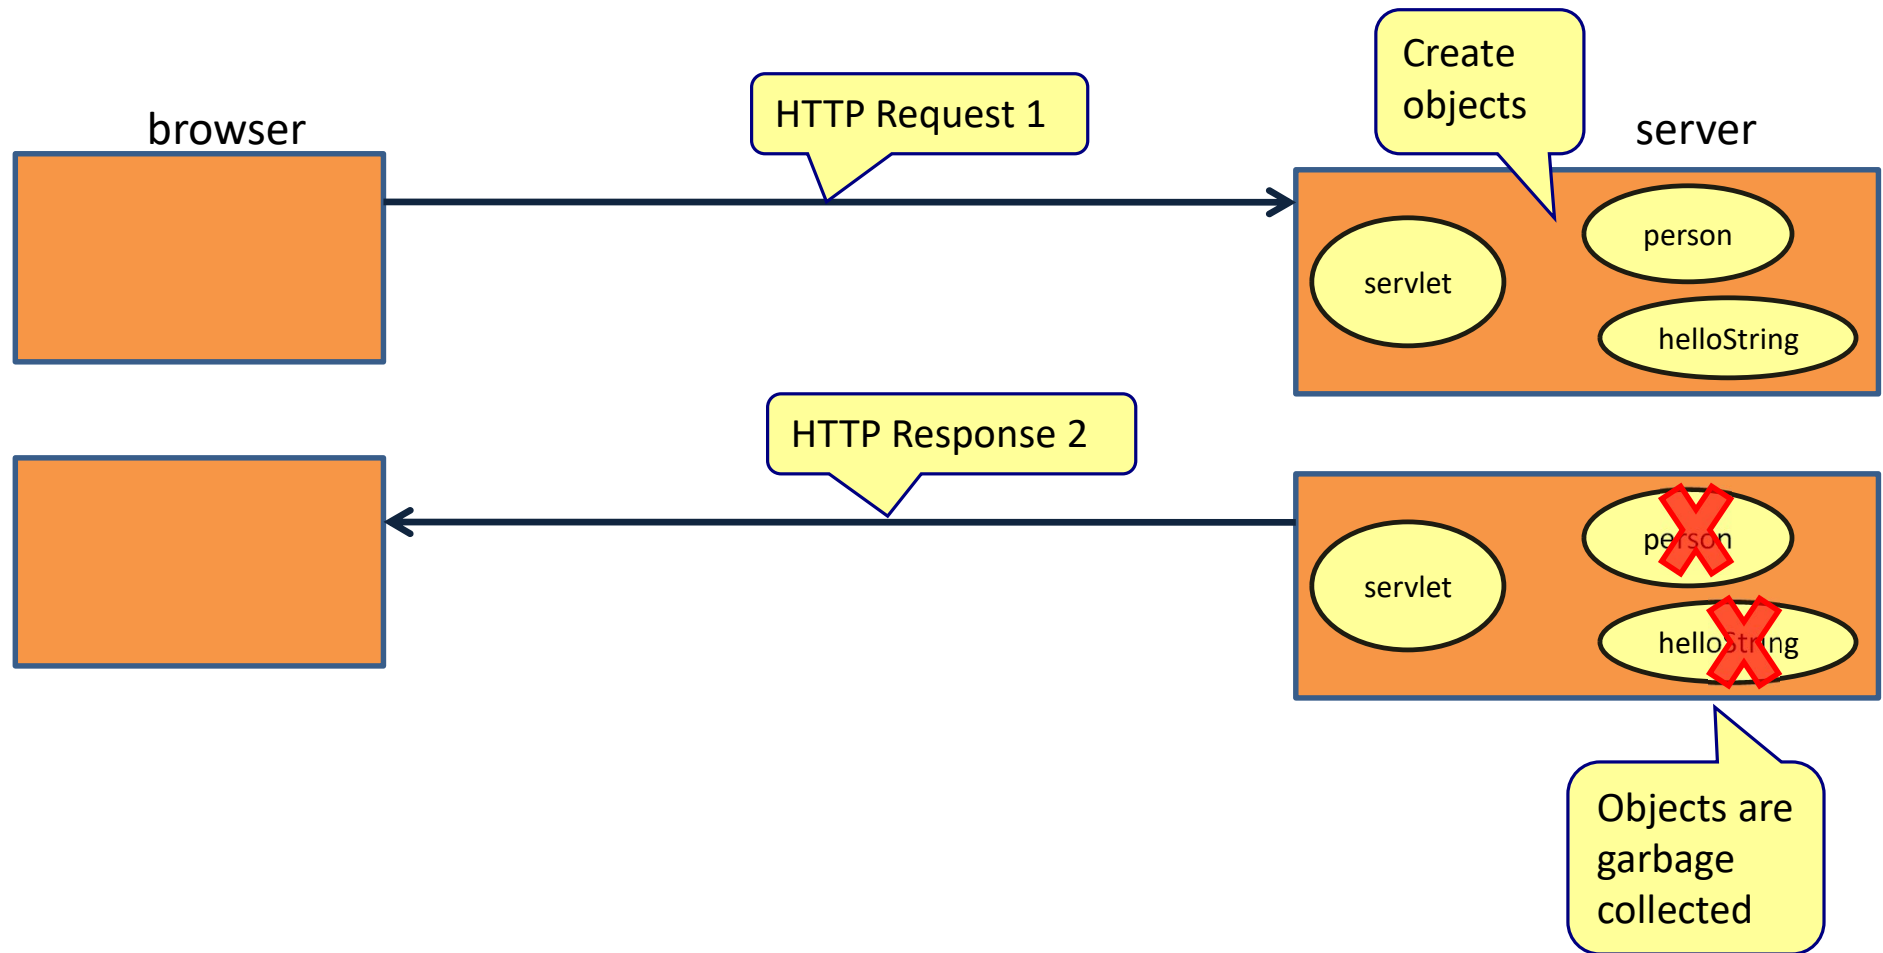 browser
HTTP Request 1
Create
objects
server
servlet
person
helloString
HTTP Response 2
servlet
person
helloString
Objects are
garbage
collected